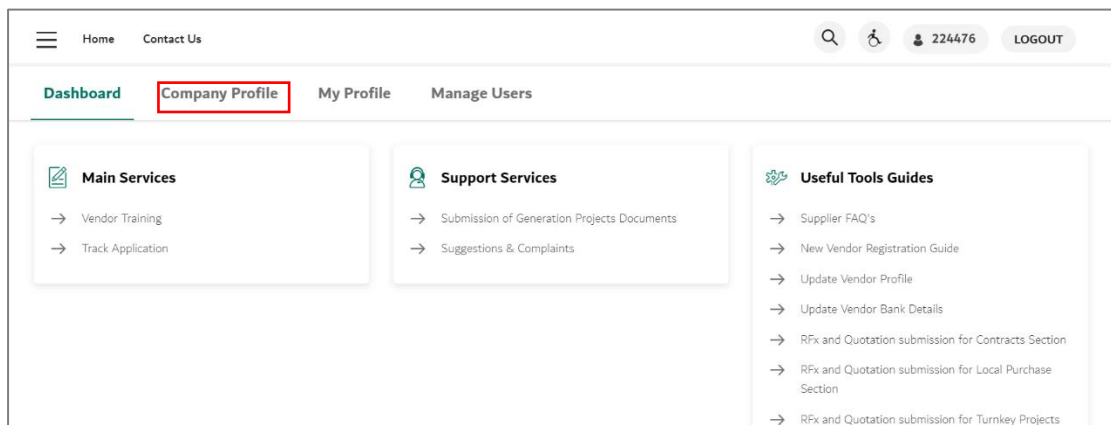 Home Contact Us 224476 LOGOUT
Dashboard Company Profile My Profile Manage Users
Main Services
Vendor Training
Track Application
Support Services
Submission of Generation Projects Documents
Suggestions & Complaints
Useful Tools Guides
Supplier FAQ's
New Vendor Registration Guide
Update Vendor Profile
Update Vendor Bank Details
RFx and Quotation submission for Contracts Section
RFx and Quotation submission for Local Purchase
Section
RFx and Quotation submission for Turnkey Projects